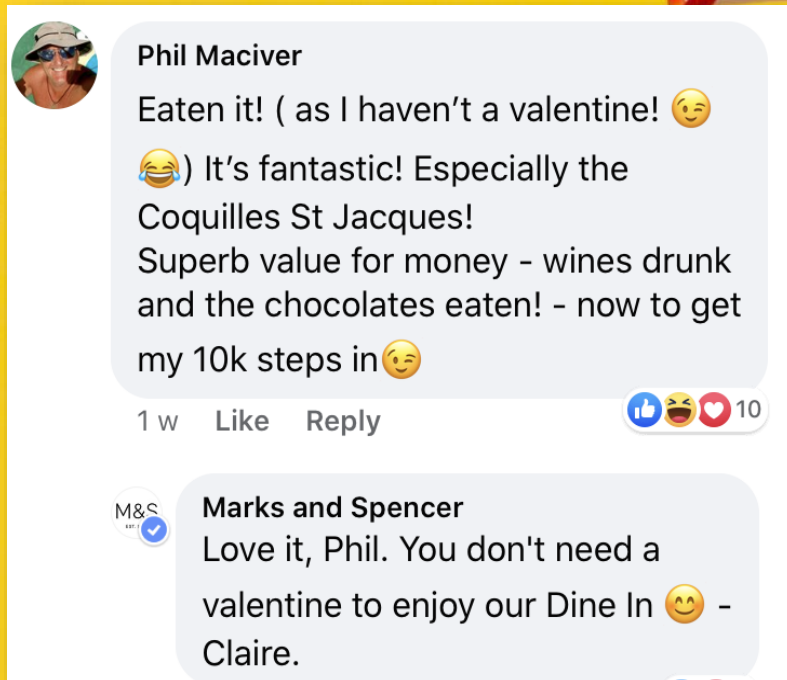 Phil Maciver
Eaten it! ( as I haven’t a valentine! 😉
😂) It’s fantastic! Especially the
Coquilles St Jacques!
Superb value for money - wines drunk
and the chocolates eaten! - now to get
my 10k steps in😉
1 w Like Reply 10
M&S
EST. 1
Marks and Spencer
Love it, Phil. You don't need a
valentine to enjoy our Dine In 😊 -
Claire.